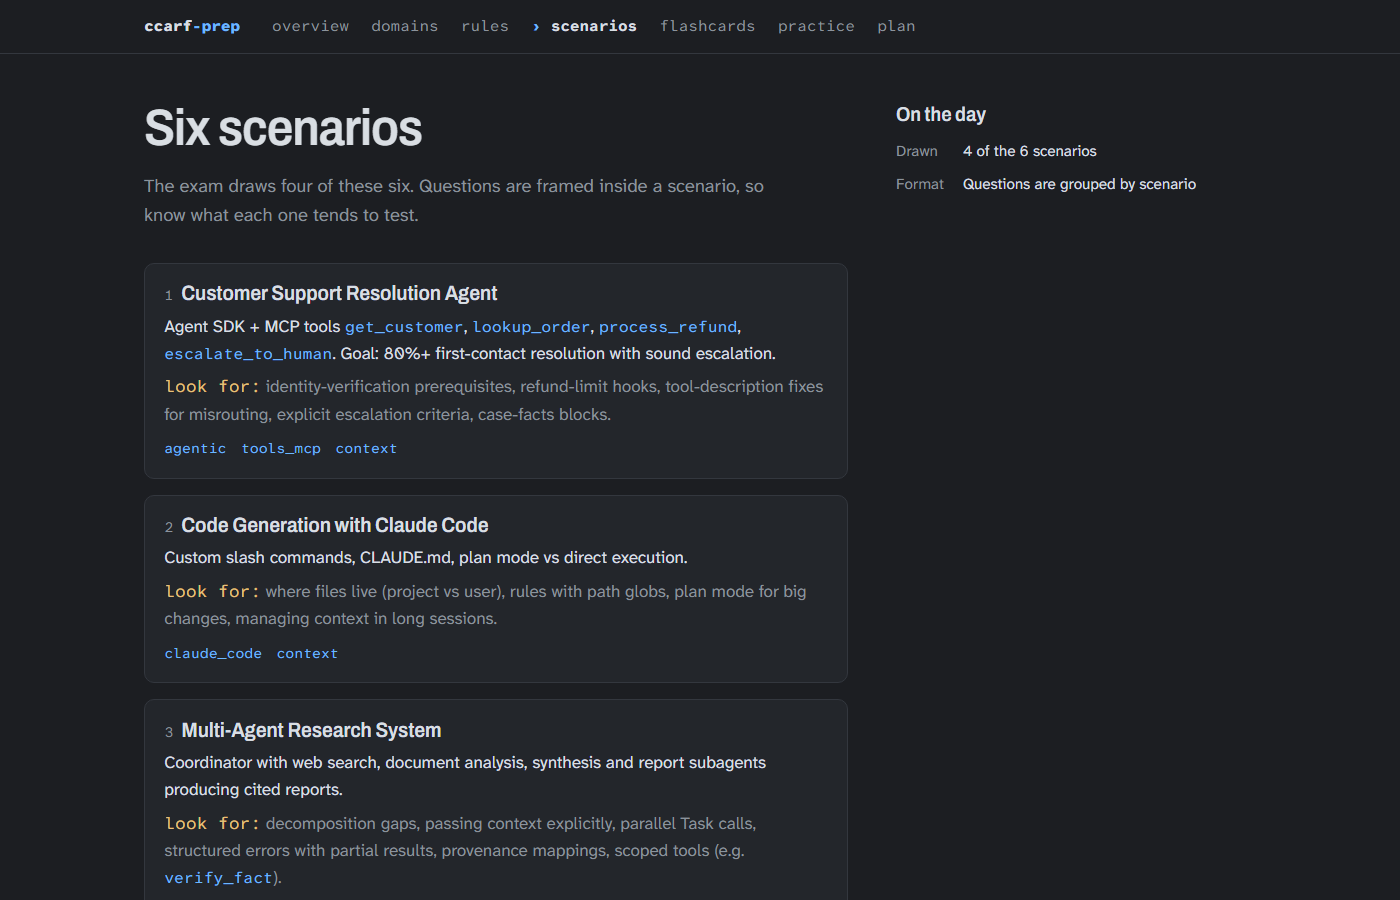 ccarf-prep overview domains rules › scenarios flashcards practice plan
Six scenarios
The exam draws four of these six. Questions are framed inside a scenario, so
know what each one tends to test.
On the day
Drawn 4 of the 6 scenarios
Format Questions are grouped by scenario
1 Customer Support Resolution Agent
Agent SDK + MCP tools get_customer, lookup_order, process_refund,
escalate_to_human. Goal: 80%+ first-contact resolution with sound escalation.
look for: identity-verification prerequisites, refund-limit hooks, tool-description fixes
for misrouting, explicit escalation criteria, case-facts blocks.
agentic tools_mcp context
2 Code Generation with Claude Code
Custom slash commands, CLAUDE.md, plan mode vs direct execution.
look for: where files live (project vs user), rules with path globs, plan mode for big
changes, managing context in long sessions.
claude_code context
3 Multi-Agent Research System
Coordinator with web search, document analysis, synthesis and report subagents
producing cited reports.
look for: decomposition gaps, passing context explicitly, parallel Task calls,
structured errors with partial results, provenance mappings, scoped tools (e.g.
verify_fact).